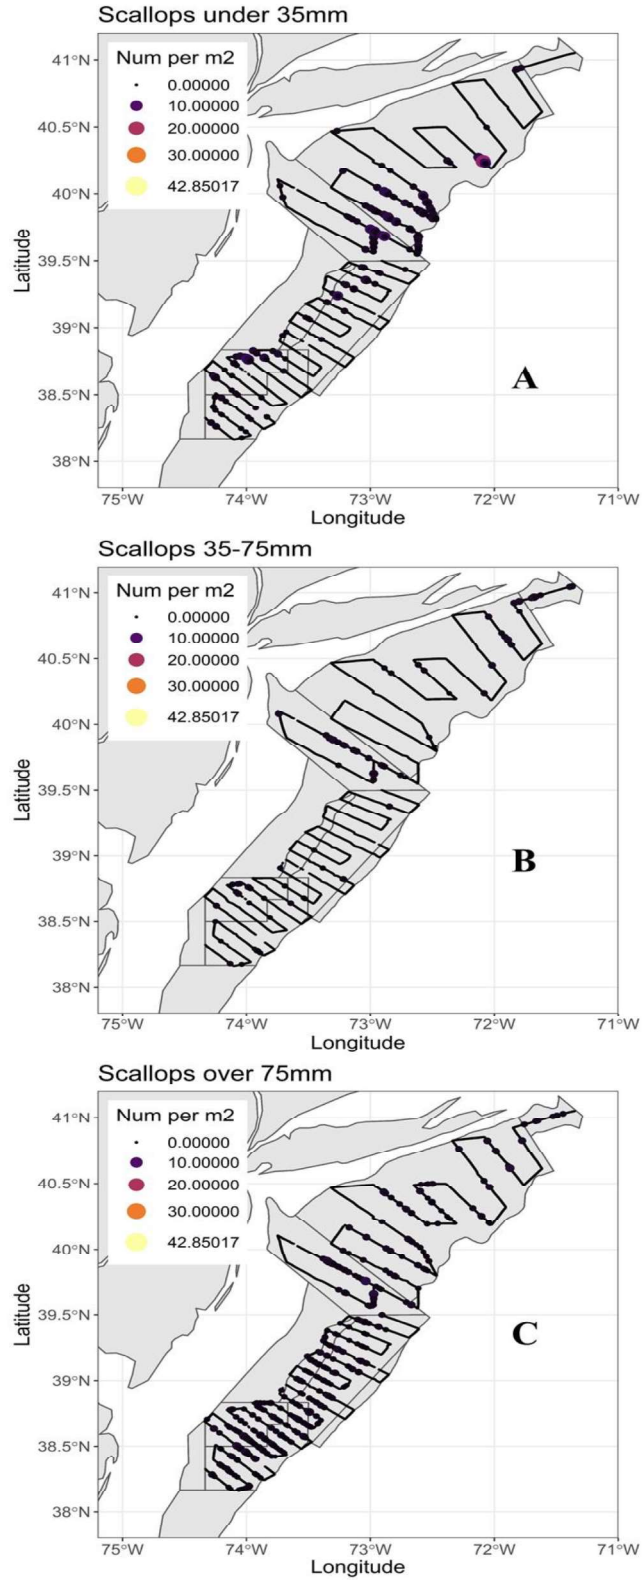 Scallops under 35mm
Num per m2
0.00000
10.00000
20.00000
30.00000
42.85017
41°N
40.5°N
40°N
39.5°N
39°N
38.5°N
38°N
Latitude
A
75°W 74°W 73°W 72°W 71°W
Longitude
Scallops 35-75mm
Num per m2
0.00000
10.00000
20.00000
30.00000
42.85017
41°N
40.5°N
40°N
39.5°N
39°N
38.5°N
38°N
Latitude
B
75°W 74°W 73°W 72°W 71°W
Longitude
Scallops over 75mm
Num per m2
0.00000
10.00000
20.00000
30.00000
42.85017
41°N
40.5°N
40°N
39.5°N
39°N
38.5°N
38°N
Latitude
C
75°W 74°W 73°W 72°W 71°W
Longitude